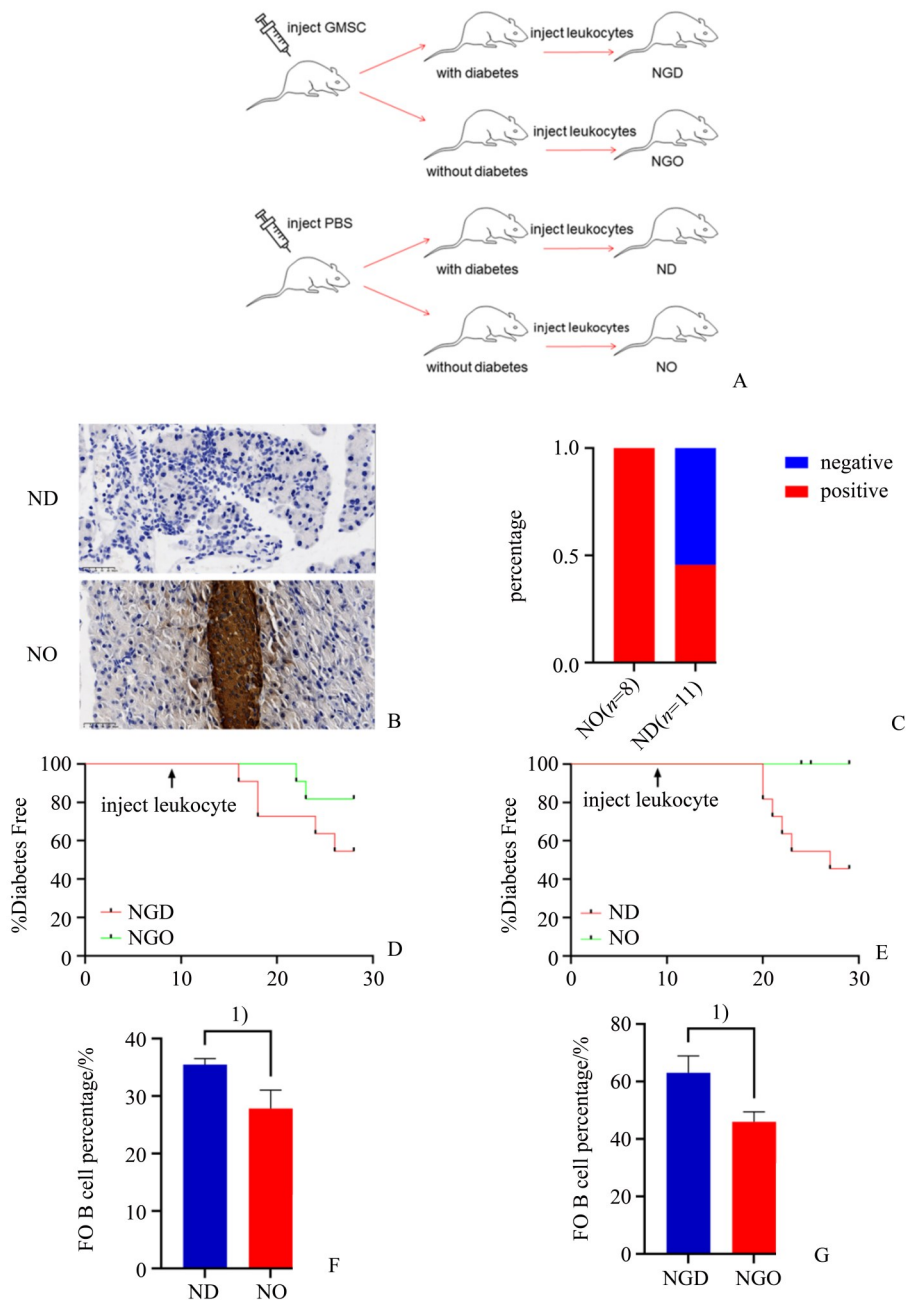 inject GMSC
inject leukocytes
with diabetes
NGD
inject leukocytes
without diabetes
NGO
inject PBS
inject leukocytes
with diabetes
ND
inject leukocytes
without diabetes
NO
A
ND
NO
B
percentage
1.0
0.5
0.0
NO(n=8)
ND(n=11)
negative
positive
C
%Diabetes Free
100
80
60
40
20
0
inject leukocyte
NGD
NGO
0
10
20
30
D
%Diabetes Free
100
80
60
40
20
0
inject leukocyte
ND
NO
0
10
20
30
E
FO B cell percentage/%
40
30
20
10
0
1)
ND
NO
F
FO B cell percentage/%
80
60
40
20
0
1)
NGD
NGO
G